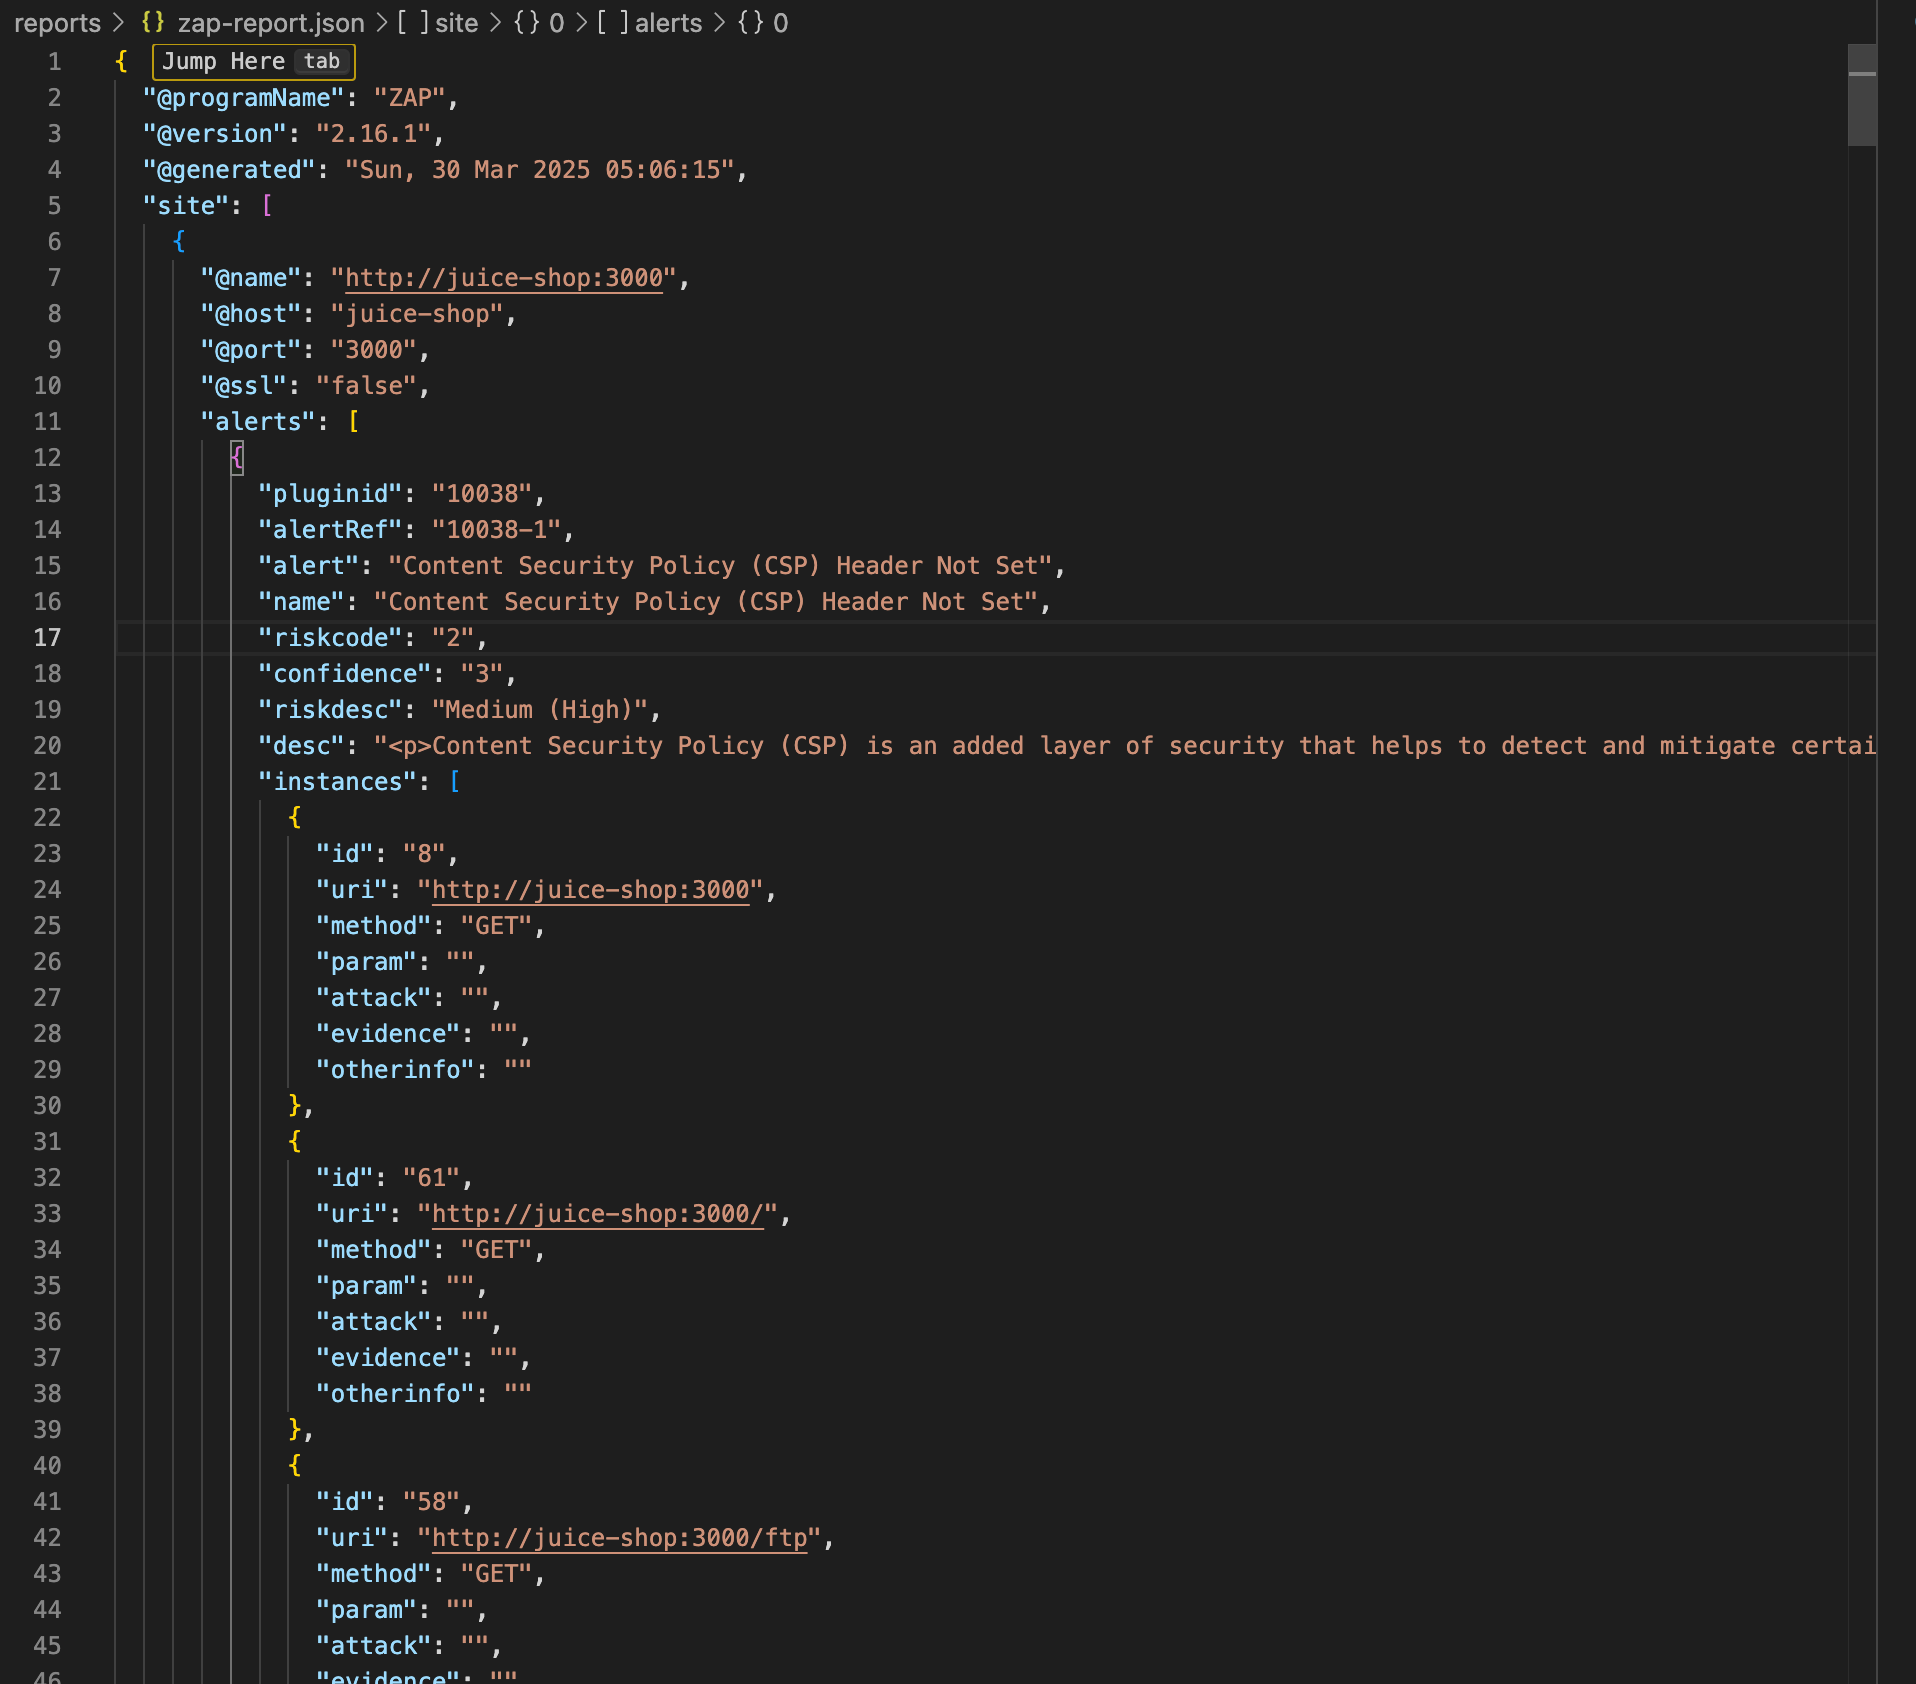 reports > {} zap-report.json > [ ] site > {} 0 > [ ] alerts > {} 0
1 { Jump Here tab
2 "@programName": "ZAP",
3 "@version": "2.16.1",
4 "@generated": "Sun, 30 Mar 2025 05:06:15",
5 "site": [
6 {
7 "@name": "http://juice-shop:3000",
8 "@host": "juice-shop",
9 "@port": "3000",
10 "@ssl": "false",
11 "alerts": [
12 {
13 "pluginid": "10038",
14 "alertRef": "10038-1",
15 "alert": "Content Security Policy (CSP) Header Not Set",
16 "name": "Content Security Policy (CSP) Header Not Set",
17 "riskcode": "2",
18 "confidence": "3",
19 "riskdesc": "Medium (High)",
20 "desc": "<p>Content Security Policy (CSP) is an added layer of security that helps to detect and mitigate certai
21 "instances": [
22 {
23 "id": "8",
24 "uri": "http://juice-shop:3000",
25 "method": "GET",
26 "param": "",
27 "attack": "",
28 "evidence": "",
29 "otherinfo": ""
30 },
31 {
32 "id": "61",
33 "uri": "http://juice-shop:3000/",
34 "method": "GET",
35 "param": "",
36 "attack": "",
37 "evidence": "",
38 "otherinfo": ""
39 },
40 {
41 "id": "58",
42 "uri": "http://juice-shop:3000/ftp",
43 "method": "GET",
44 "param": "",
45 "attack": "",
46 "evidence": ""